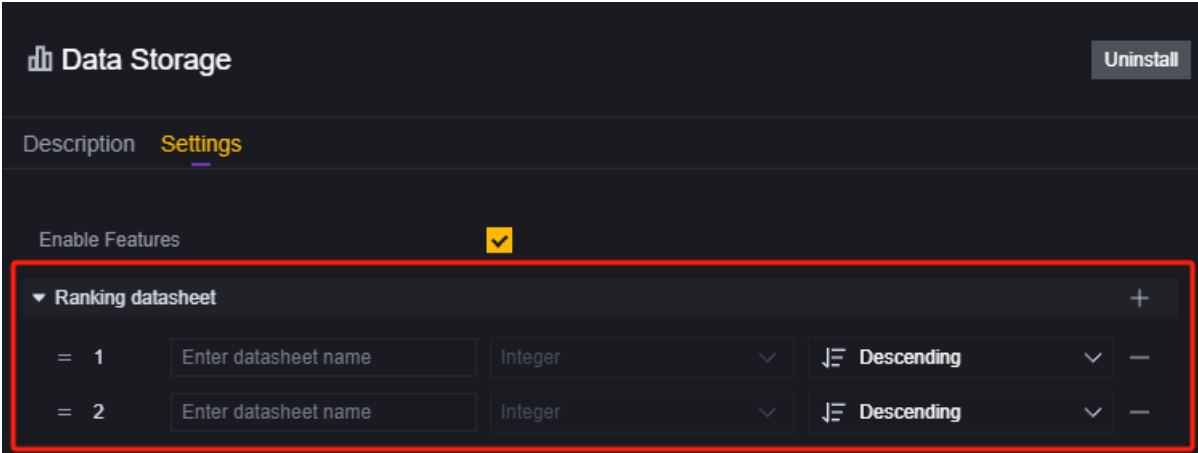 Data Storage
Uninstall
Description Settings
Enable Features
Ranking datasheet
1 Enter datasheet name Integer Descending
2 Enter datasheet name Integer Descending